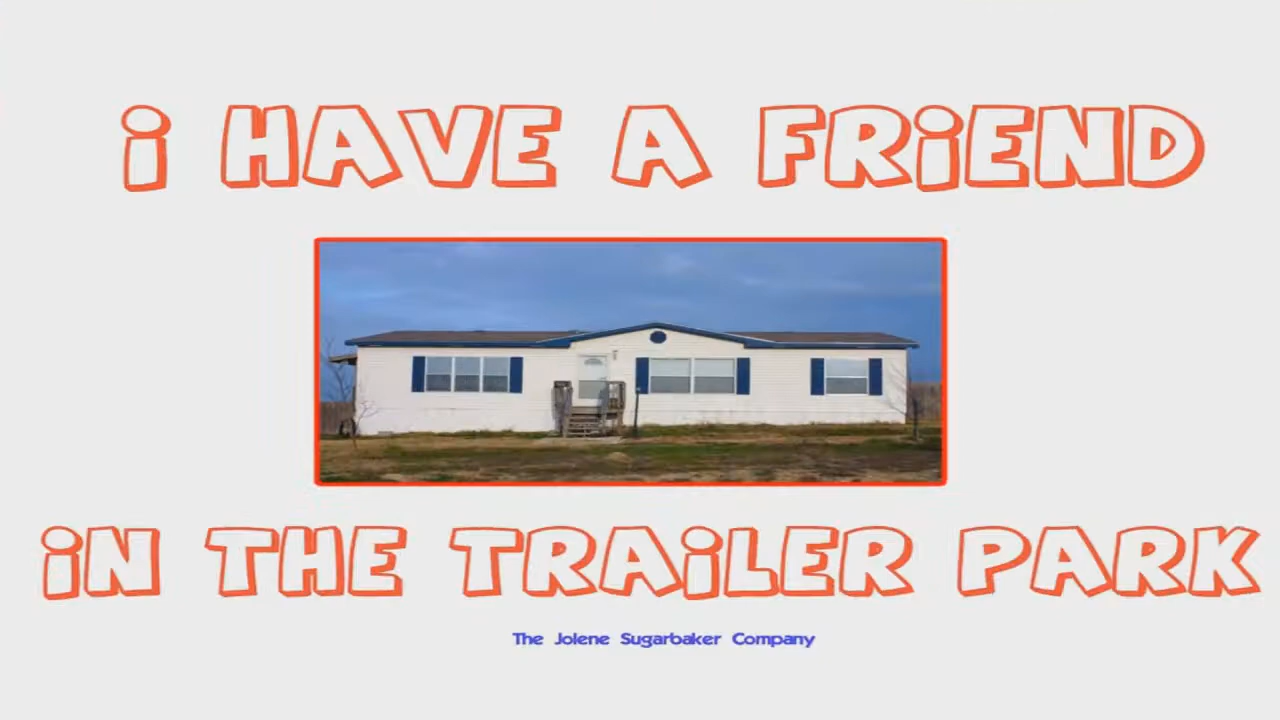 i HAVE A FRiEND
iN THE TRAiLER PARK
The Jolene Sugarbaker Company